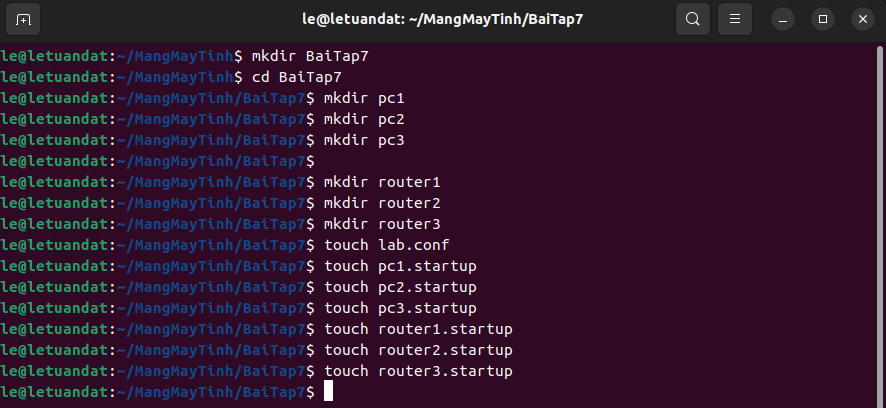 le@letuandat: ~/MangMayTinh/BaiTap7
le@letuandat:~/MangMayTinh$ mkdir BaiTap7
le@letuandat:~/MangMayTinh$ cd BaiTap7
le@letuandat:~/MangMayTinh/BaiTap7$ mkdir pc1
le@letuandat:~/MangMayTinh/BaiTap7$ mkdir pc2
le@letuandat:~/MangMayTinh/BaiTap7$ mkdir pc3
le@letuandat:~/MangMayTinh/BaiTap7$
le@letuandat:~/MangMayTinh/BaiTap7$ mkdir router1
le@letuandat:~/MangMayTinh/BaiTap7$ mkdir router2
le@letuandat:~/MangMayTinh/BaiTap7$ mkdir router3
le@letuandat:~/MangMayTinh/BaiTap7$ touch lab.conf
le@letuandat:~/MangMayTinh/BaiTap7$ touch pc1.startup
le@letuandat:~/MangMayTinh/BaiTap7$ touch pc2.startup
le@letuandat:~/MangMayTinh/BaiTap7$ touch pc3.startup
le@letuandat:~/MangMayTinh/BaiTap7$ touch router1.startup
le@letuandat:~/MangMayTinh/BaiTap7$ touch router2.startup
le@letuandat:~/MangMayTinh/BaiTap7$ touch router3.startup
le@letuandat:~/MangMayTinh/BaiTap7$